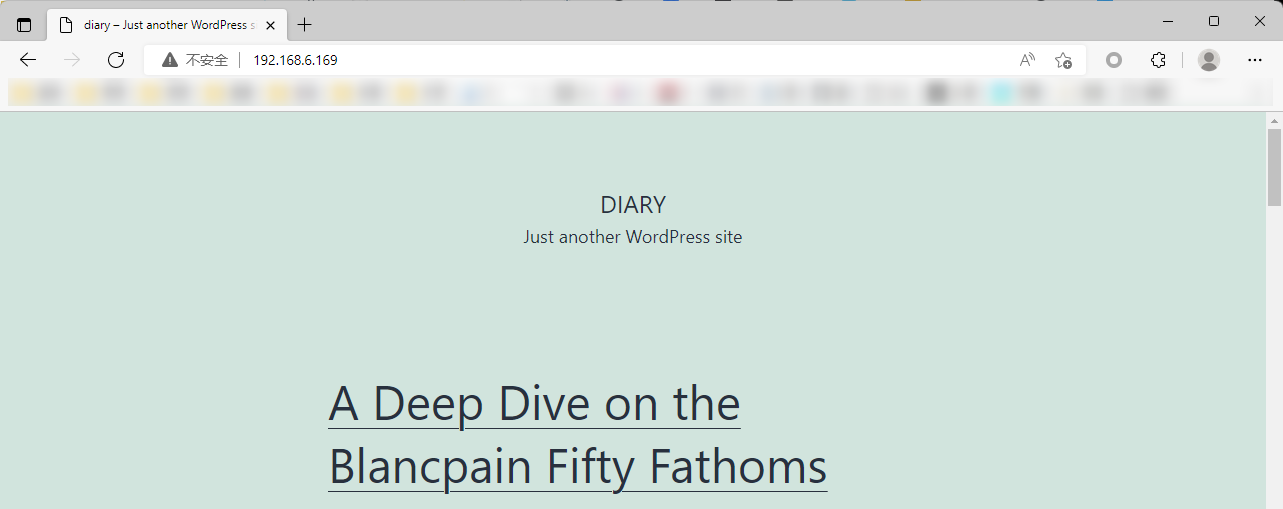 diary – Just another WordPress s
不安全
192.168.6.169
DIARY
Just another WordPress site
A Deep Dive on the
Blancpain Fifty Fathoms